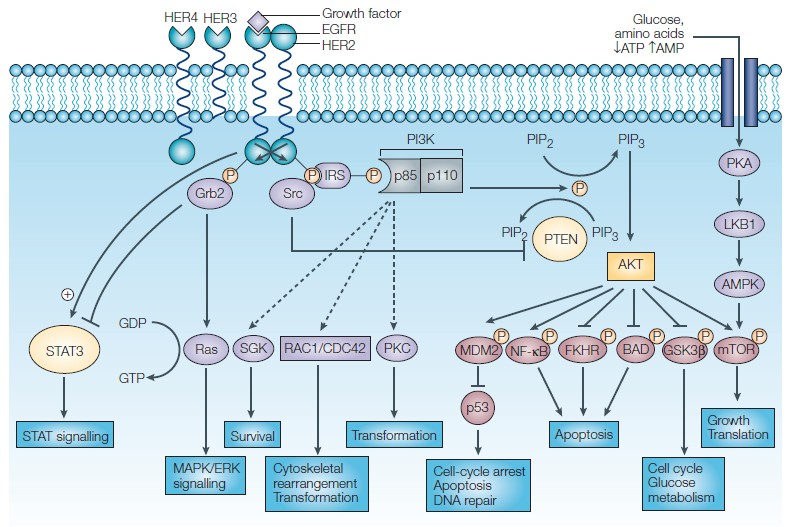 HER4 HER3
Growth factor
EGFR
HER2
Glucose,
amino acids
↓ATP ↑AMP
PI3K
PIP2
PIP3
PKA
P
P
IRS
P
p85
p110
P
Grb2
Src
LKB1
PIP2
PTEN
PIP3
AKT
AMPK
+
GDP
GTP
STAT3
Ras
SGK
RAC1/CDC42
PKC
P
P
P
P
P
P
MDM2
NF-κB
FKHR
BAD
GSK3β
mTOR
p53
STAT signalling
Survival
Transformation
Apoptosis
Growth
Translation
MAPK/ERK
signalling
Cytoskeletal
rearrangement
Transformation
Cell-cycle arrest
Apoptosis
DNA repair
Cell cycle
Glucose
metabolism